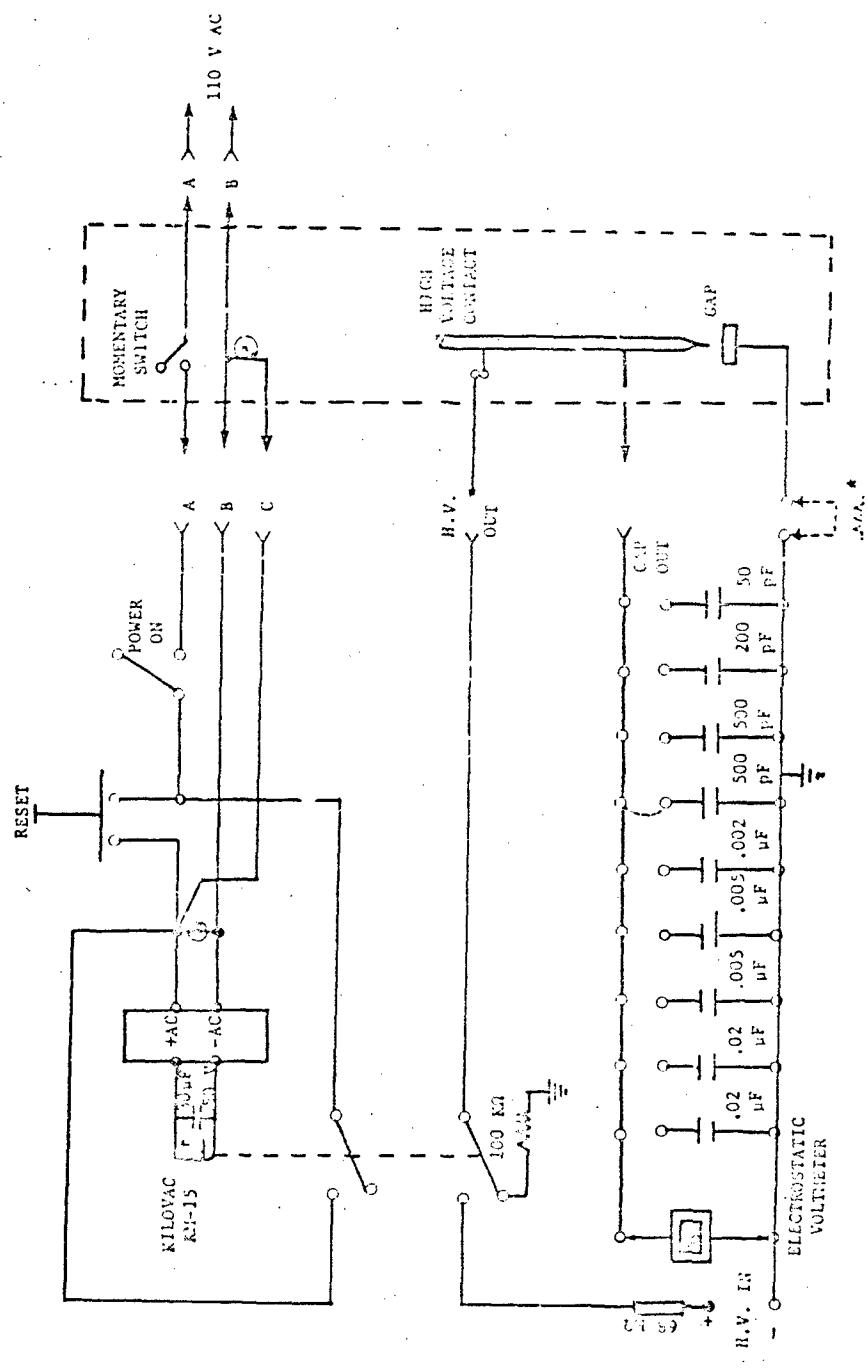 RESET
POWER
ON
MOMENTARY
SWITCH
A
B
C
A
B
110 V AC
+AC
-AC
50 V
KILOVAC
KM-15
H.V.
OUT
HIGH
VOLTAGE
CONTACT
GAP
CAP
OUT
100 KΩ
.02
µF
.02
µF
.005
µF
.005
µF
.002
µF
500
pF
500
pF
200
pF
50
pF
*
ELECTROSTATIC
VOLTMETER
H.V. IN
+
-